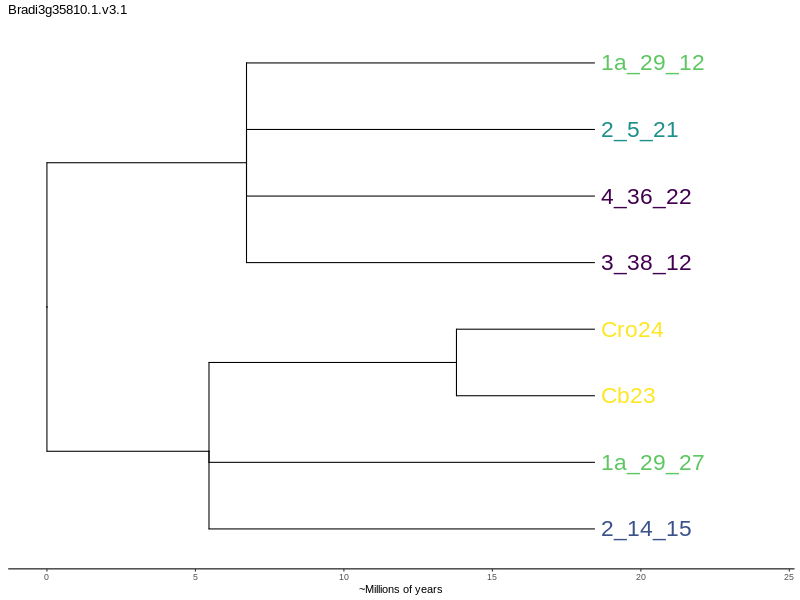 Bradi3g35810.1.v3.1
1a_29_12
2_5_21
4_36_22
3_38_12
Cro24
Cb23
1a_29_27
2_14_15
0 5 10 15 20 25
~Millions of years